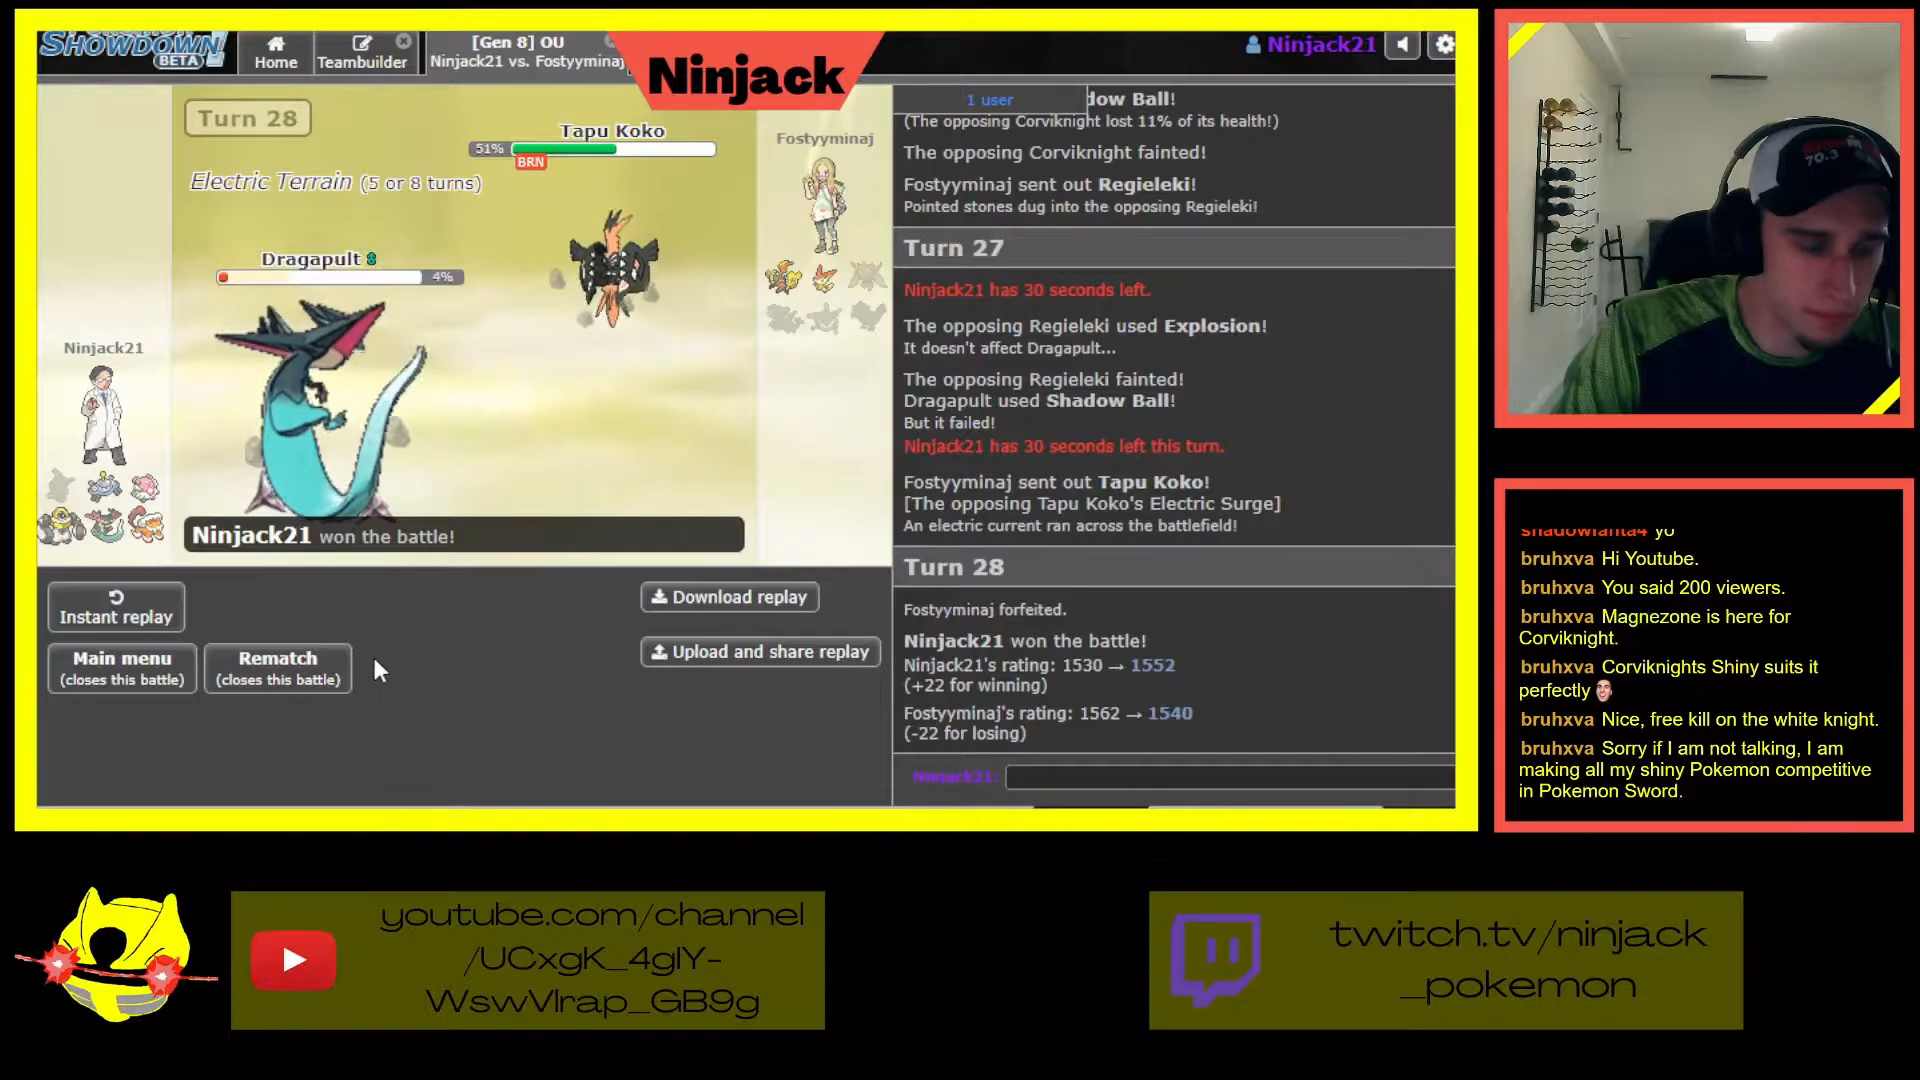 SHOWDOWN
BETA
Home
Teambuilder
[Gen 8] OU
Ninjack21 vs. Fostyyminaj
Ninjack
Ninjack21
Turn 28
Tapu Koko
51%
BRN
Electric Terrain (5 or 8 turns)
Dragapult
4%
Fostyyminaj
Ninjack21
Ninjack21 won the battle!
Instant replay
Download replay
Upload and share replay
Main menu
(closes this battle)
Rematch
(closes this battle)
1 user
dow Ball!
(The opposing Corviknight lost 11% of its health!)
The opposing Corviknight fainted!
Fostyyminaj sent out Regieleki!
Pointed stones dug into the opposing Regieleki!
Turn 27
Ninjack21 has 30 seconds left.
The opposing Regieleki used Explosion!
It doesn't affect Dragapult...
The opposing Regieleki fainted!
Dragapult used Shadow Ball!
But it failed!
Ninjack21 has 30 seconds left this turn.
Fostyyminaj sent out Tapu Koko!
[The opposing Tapu Koko's Electric Surge]
An electric current ran across the battlefield!
Turn 28
Fostyyminaj forfeited.
Ninjack21 won the battle!
Ninjack21's rating: 1530 → 1552
(+22 for winning)
Fostyyminaj's rating: 1562 → 1540
(-22 for losing)
Ninjack21:
70.3
shadowfanta4 yo
bruhxva Hi Youtube.
bruhxva You said 200 viewers.
bruhxva Magnezone is here for
Corviknight.
bruhxva Corviknights Shiny suits it
perfectly
bruhxva Nice, free kill on the white knight.
bruhxva Sorry if I am not talking, I am
making all my shiny Pokemon competitive
in Pokemon Sword.
youtube.com/channel
/UCxgK_4glY-
WswVlrap_GB9g
twitch.tv/ninjack
_pokemon